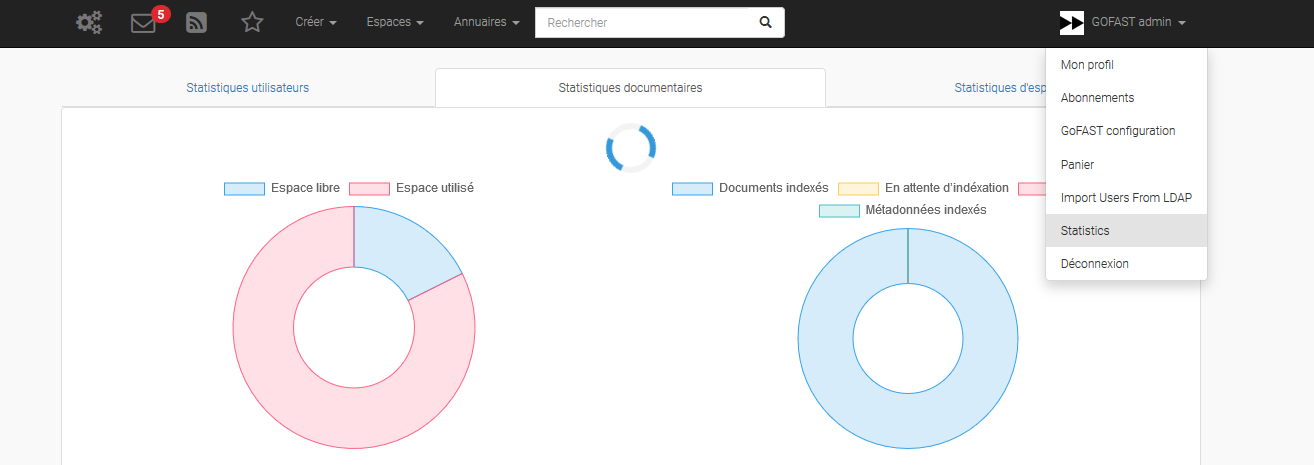 5
Créer
Espaces
Annuaires
Rechercher
GOFAST admin
Mon profil
Abonnements
GoFAST configuration
Panier
Import Users From LDAP
Statistics
Déconnexion
Statistiques utilisateurs
Statistiques documentaires
Statistiques d'esp
Espace libre
Espace utilisé
Documents indexés
En attente d'indéxation
Métadonnées indexés